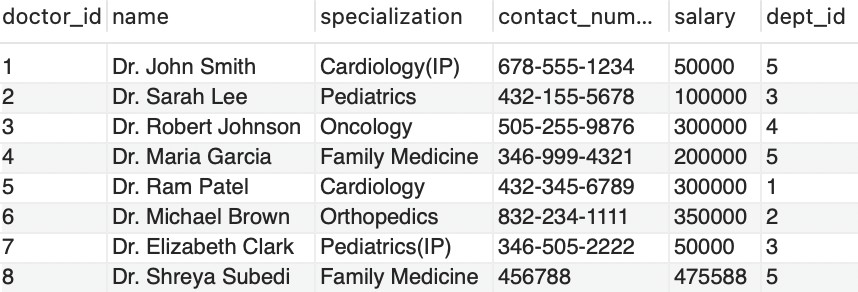 doctor_id name specialization contact_num... salary dept_id
1 Dr. John Smith Cardiology(IP) 678-555-1234 50000 5
2 Dr. Sarah Lee Pediatrics 432-155-5678 100000 3
3 Dr. Robert Johnson Oncology 505-255-9876 300000 4
4 Dr. Maria Garcia Family Medicine 346-999-4321 200000 5
5 Dr. Ram Patel Cardiology 432-345-6789 300000 1
6 Dr. Michael Brown Orthopedics 832-234-1111 350000 2
7 Dr. Elizabeth Clark Pediatrics(IP) 346-505-2222 50000 3
8 Dr. Shreya Subedi Family Medicine 456788 475588 5